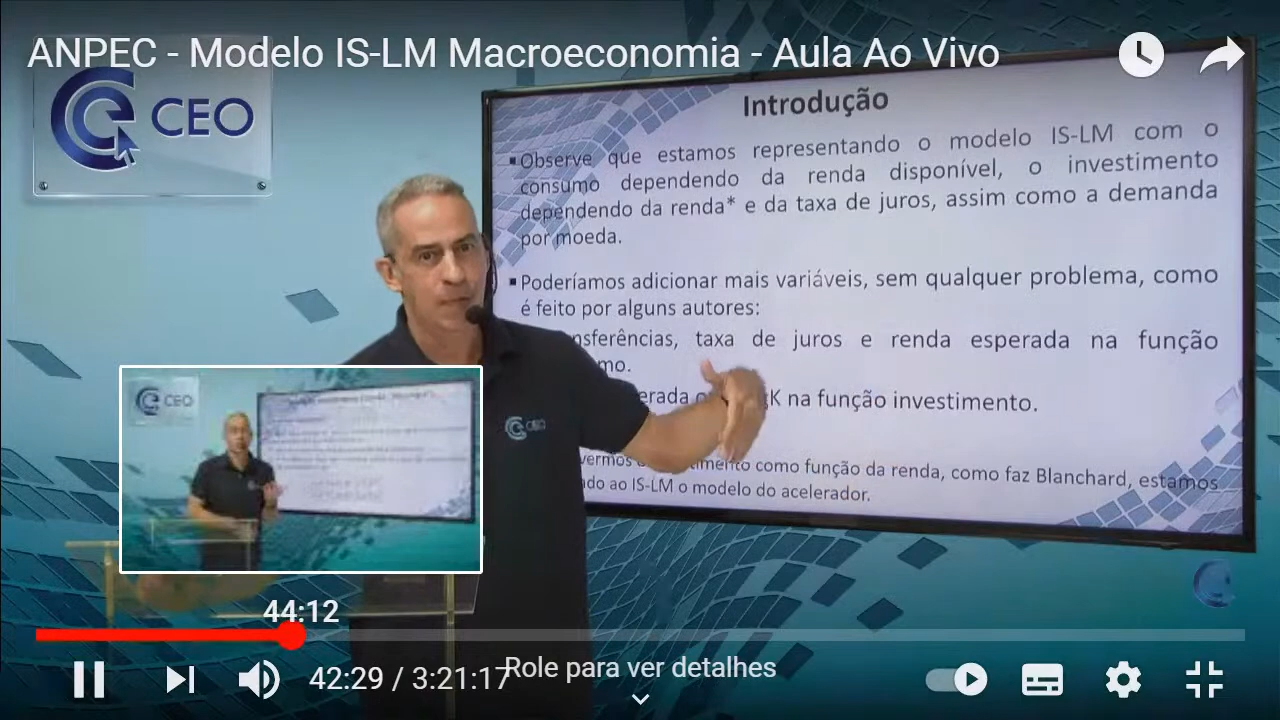 ANPEC - Modelo IS-LM Macroeconomia - Aula Ao Vivo
CEO
Introdução
▪Observe que estamos representando o modelo IS-LM com o
consumo dependendo da renda disponível, o investimento
dependendo da renda* e da taxa de juros, assim como a demanda
por moeda.
▪Poderíamos adicionar mais variáveis, sem qualquer problema, como
é feito por alguns autores:
taxa de juros e renda esperada na função
K na função investimento.
como função da renda, como faz Blanchard, estamos
ao IS-LM o modelo do acelerador.
CEO
44:12
42:29 / 3:21:17
Role para ver detalhes